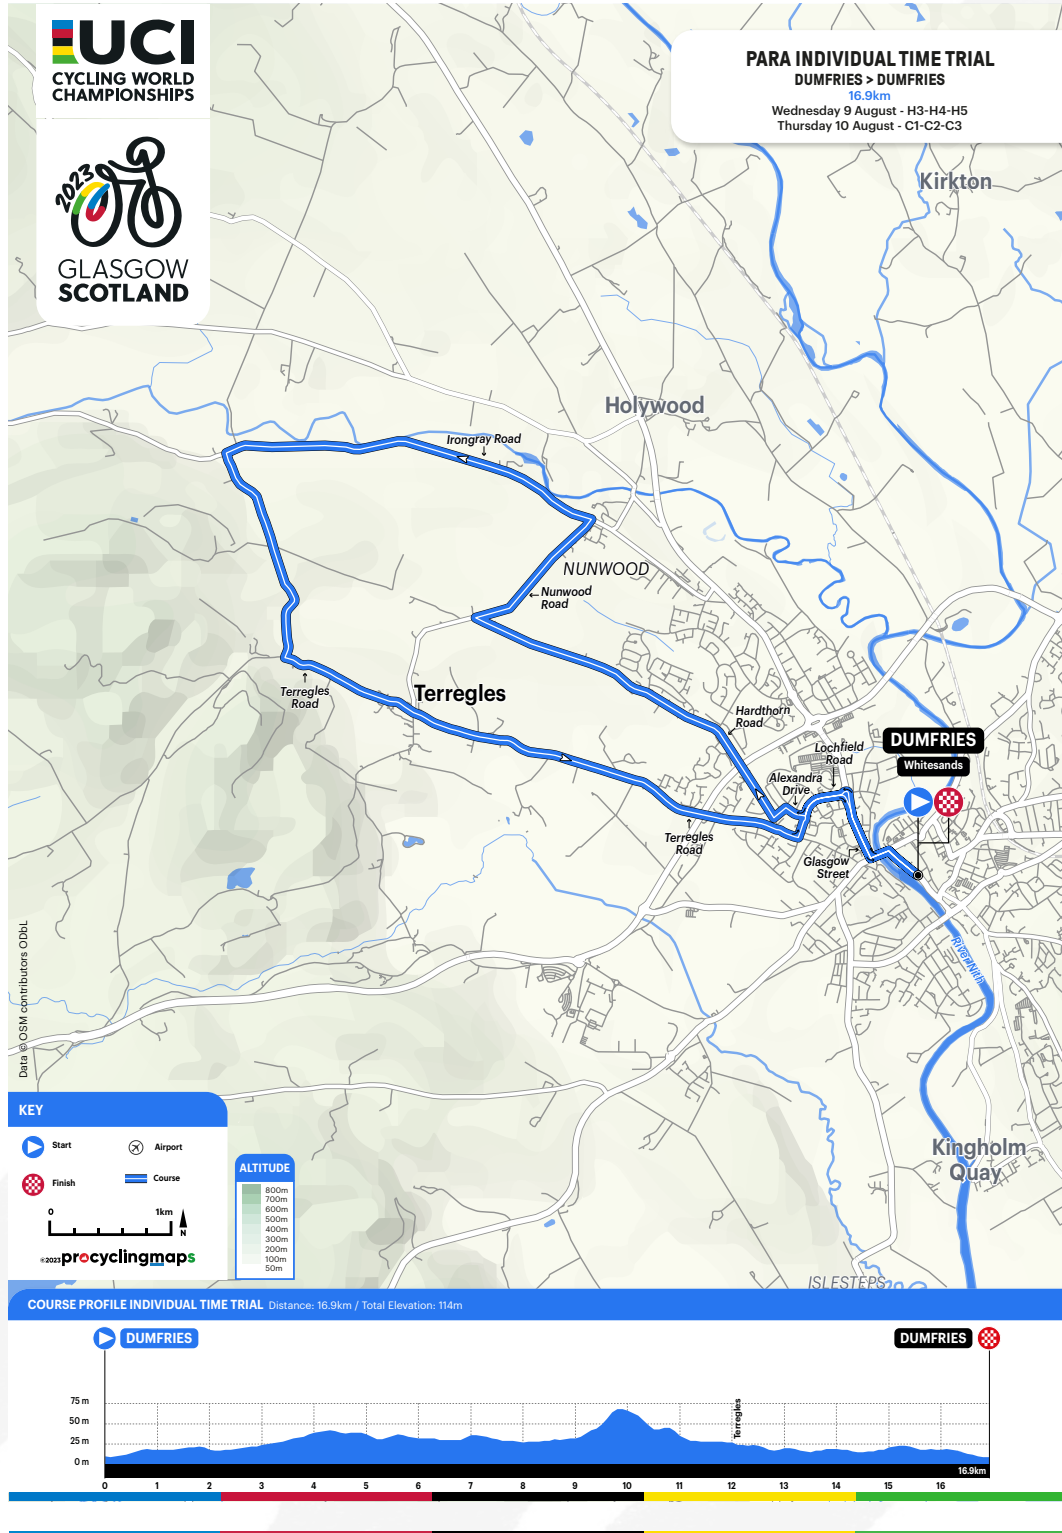 UCI
CYCLING WORLD
CHAMPIONSHIPS
2023
GLASGOW
SCOTLAND
PARA INDIVIDUAL TIME TRIAL
DUMFRIES > DUMFRIES
16.9km
Wednesday 9 August - H3-H4-H5
Thursday 10 August - C1-C2-C3
Kirkton
Holywood
Irongray Road
NUNWOOD
Nunwood
Road
Terregles
Terregles
Road
Hardthorn
Road
Lochfield
Road
Alexandra
Drive
DUMFRIES
Whitesands
Terregles
Road
Glasgow
Street
River Nith
Data © OSM contributors ODbL
Kingholm
Quay
ISLESTEPS
KEY
Start
Airport
Finish
Course
0 1km
N
©2023 procyclingmaps
ALTITUDE
800m
700m
600m
500m
400m
300m
200m
100m
50m
COURSE PROFILE INDIVIDUAL TIME TRIAL Distance: 16.9km / Total Elevation: 114m
DUMFRIES
DUMFRIES
75 m
50 m
25 m
0 m
Terregles
16.9km
0 1 2 3 4 5 6 7 8 9 10 11 12 13 14 15 16